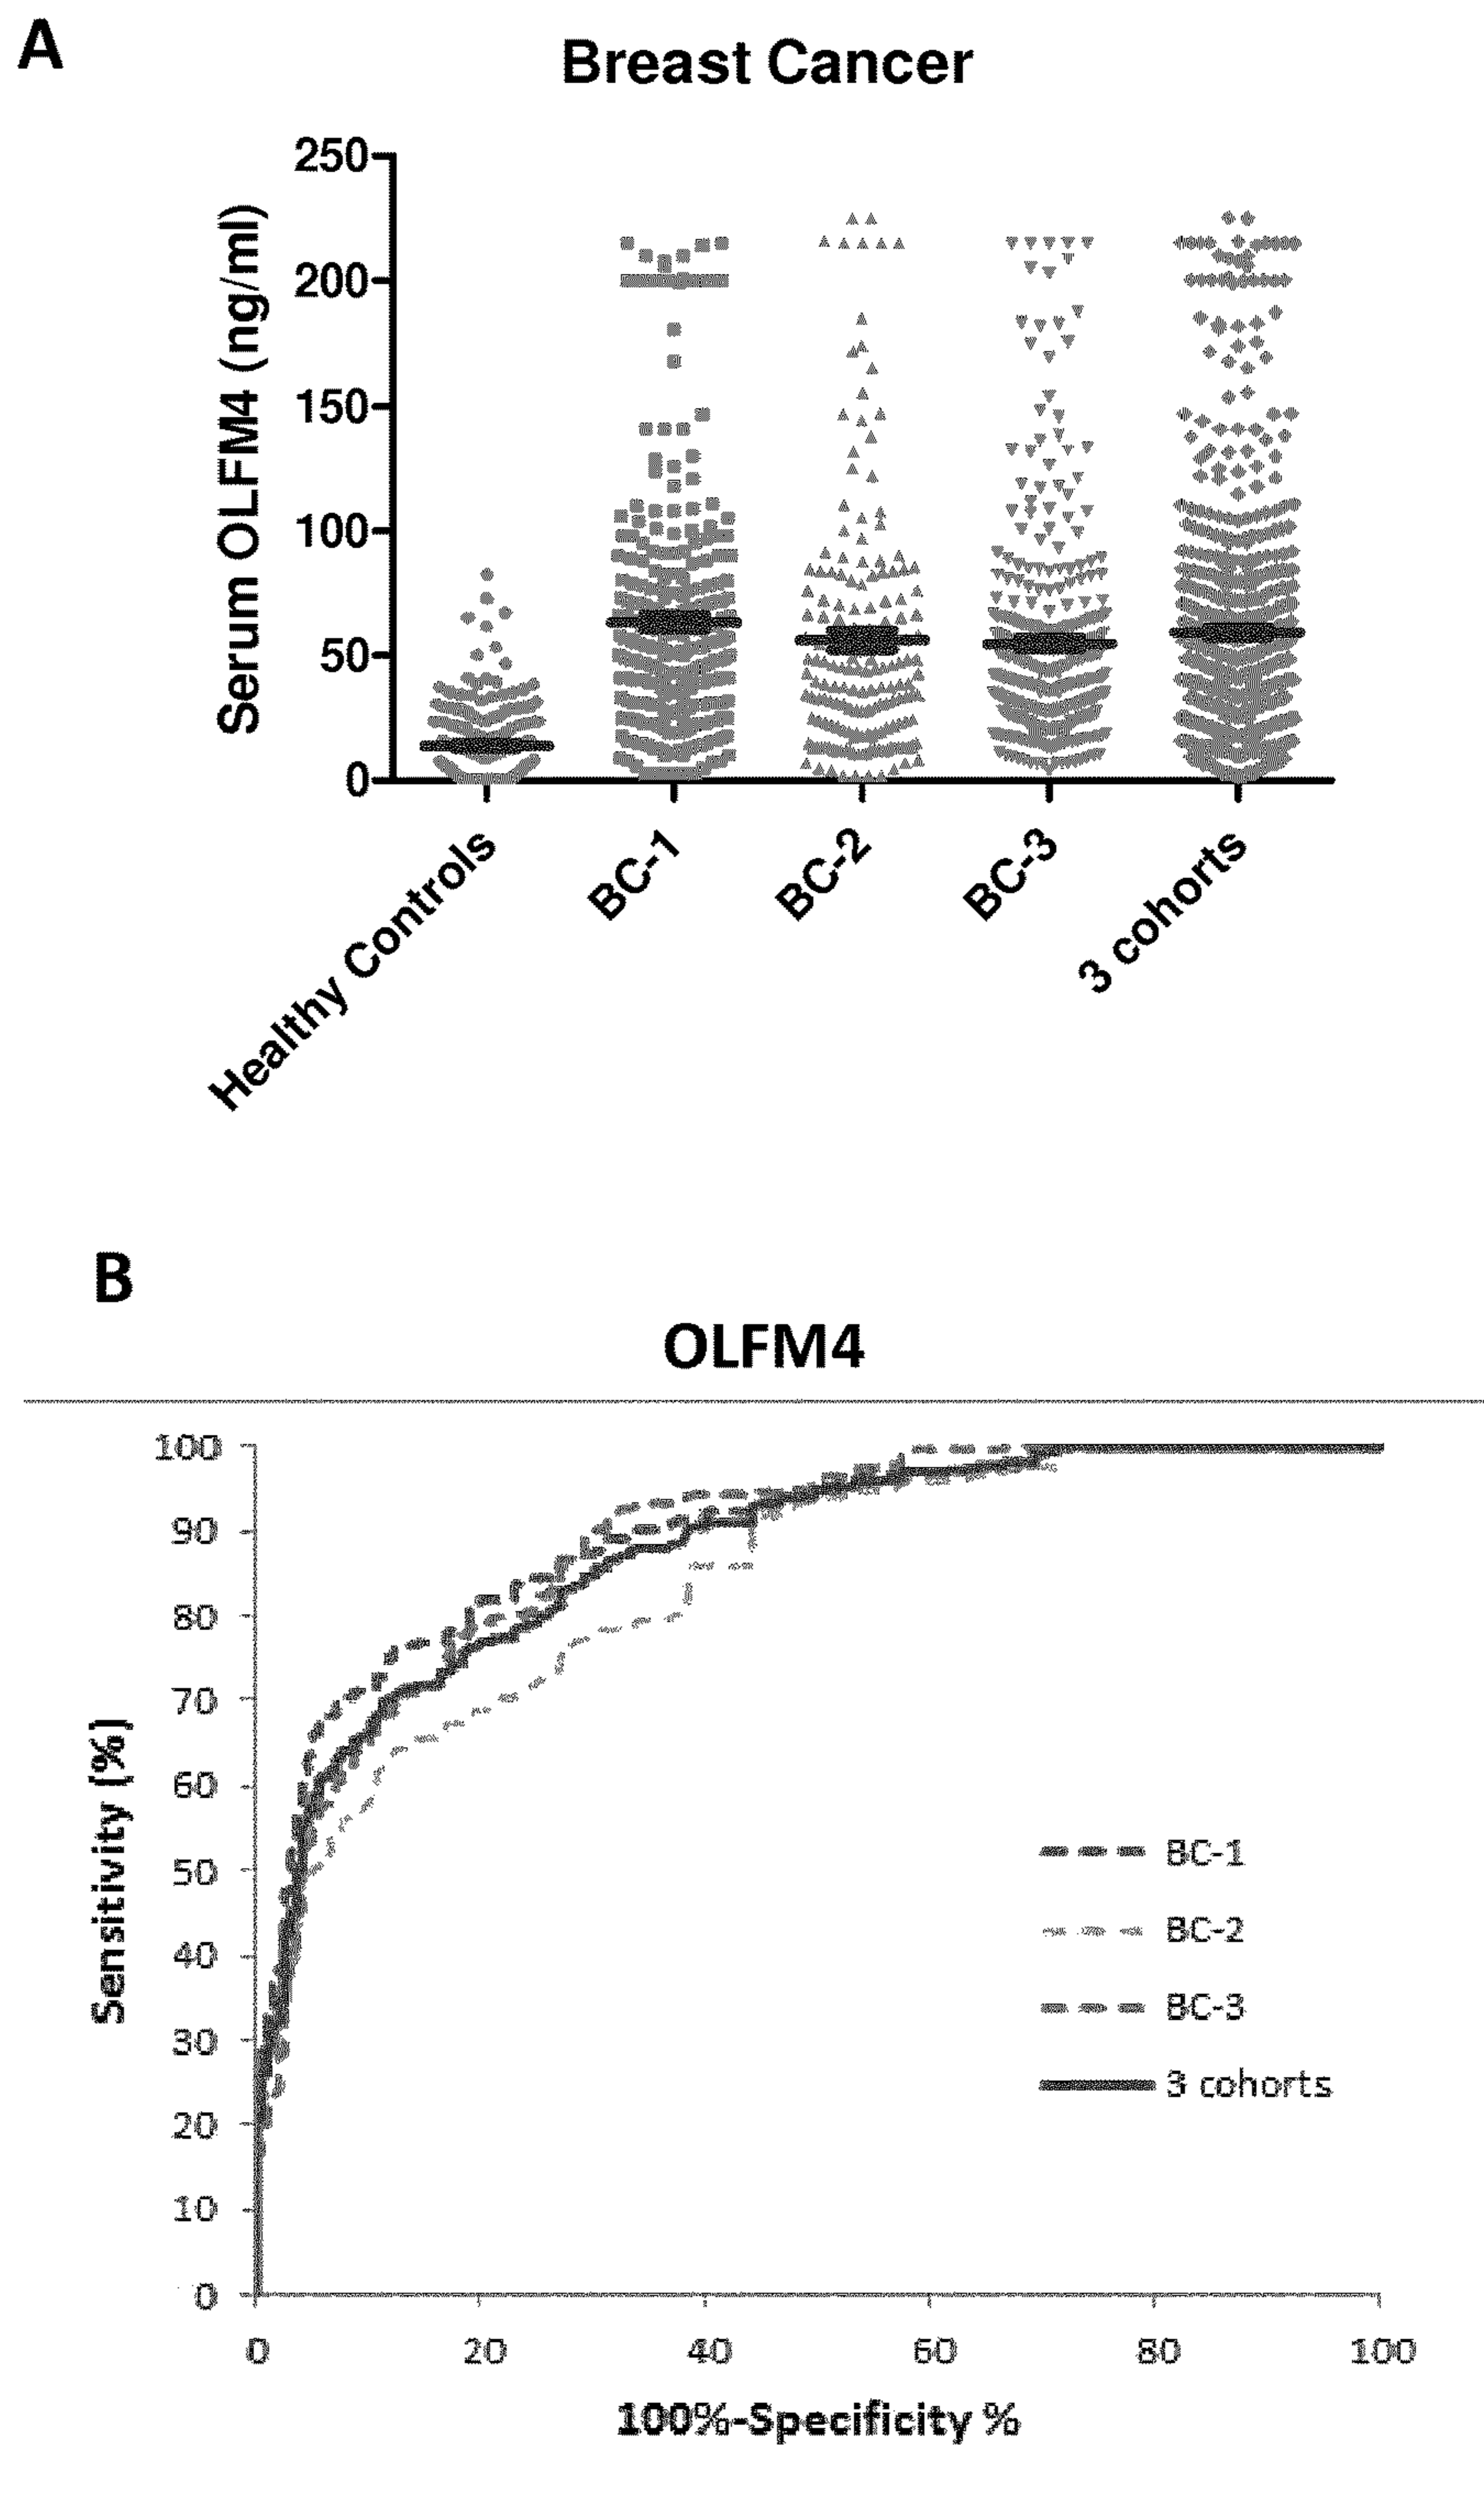 A
Breast Cancer
Serum OLFM4 (ng/ml)
250
200
150
100
50
0
Healthy Controls
BC-1
BC-2
BC-3
3 cohorts
B
OLFM4
Sensitivity (%)
100
90
80
70
60
50
40
30
20
10
0
BC-1
BC-2
BC-3
3 cohorts
0 20 40 60 80 100
100%-Specificity %